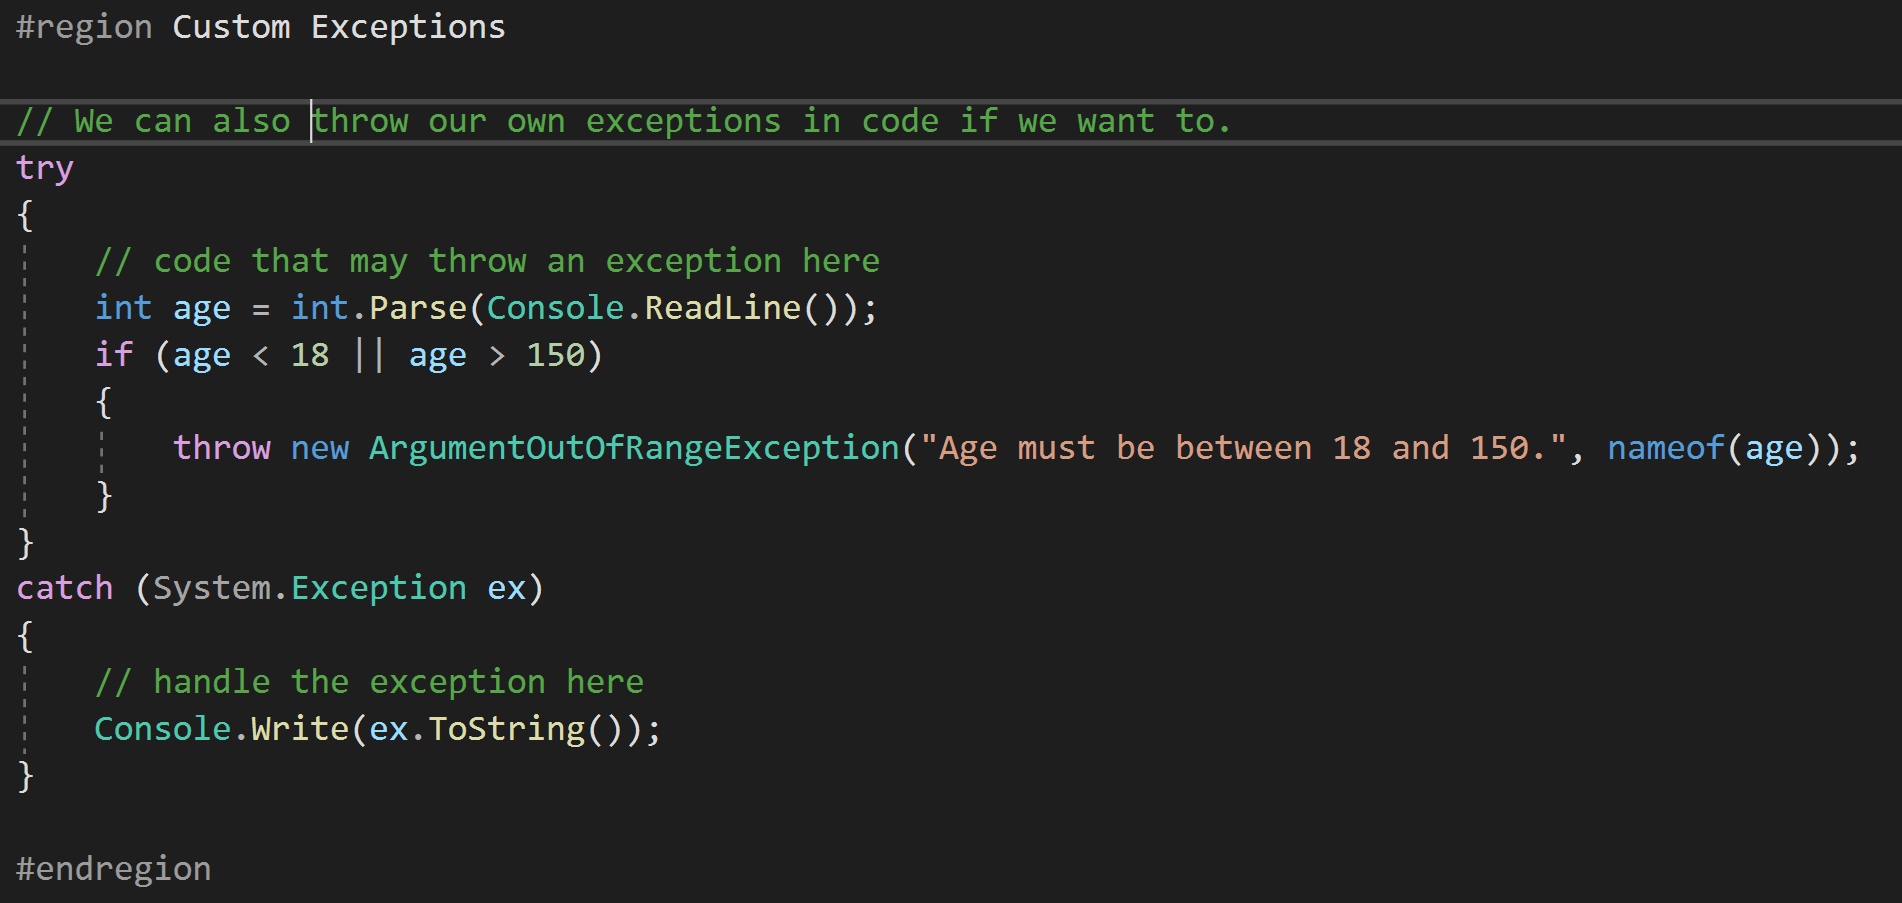 #region Custom Exceptions
// We can also throw our own exceptions in code if we want to.
try
{
// code that may throw an exception here
int age = int.Parse(Console.ReadLine());
if (age < 18 || age > 150)
{
throw new ArgumentOutOfRangeException("Age must be between 18 and 150.", nameof(age));
}
}
catch (System.Exception ex)
{
// handle the exception here
Console.Write(ex.ToString());
}
#endregion